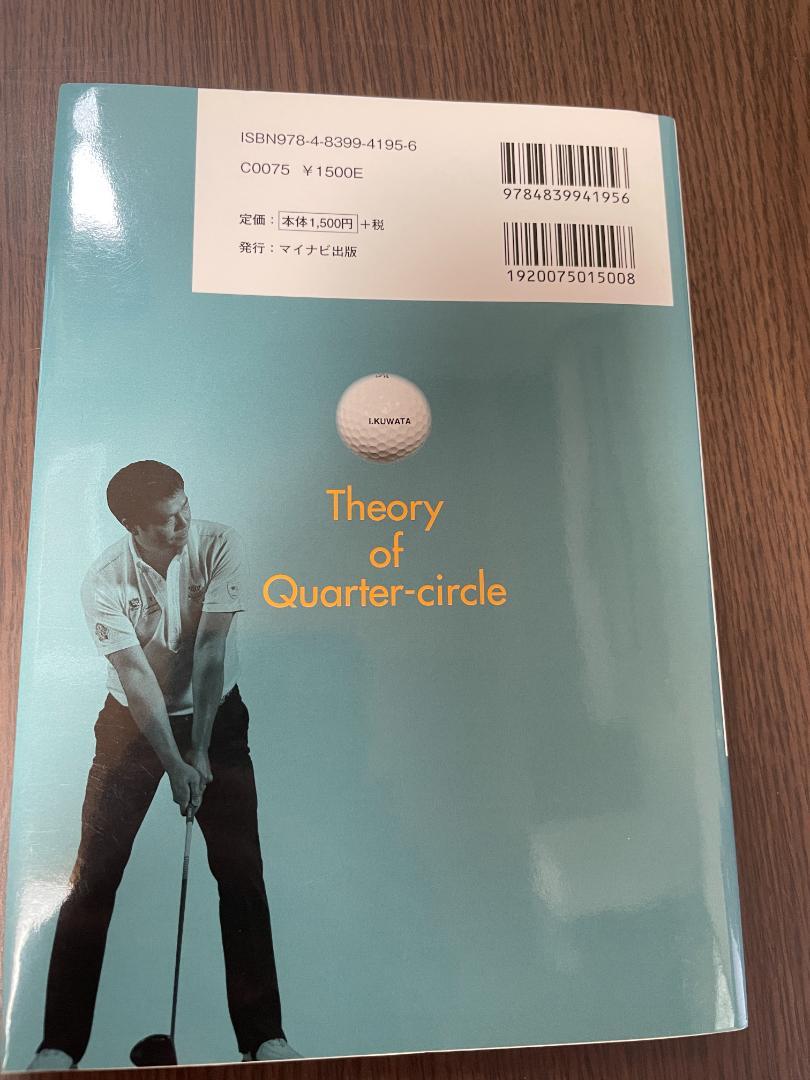 ISBN978-4-8399-4195-6
C0075 ¥1500E
9784839941956
定価：本体1,500円+税
発行：マイナビ出版
1920075015008
I.KUWATA
Theory
of
Quarter-circle